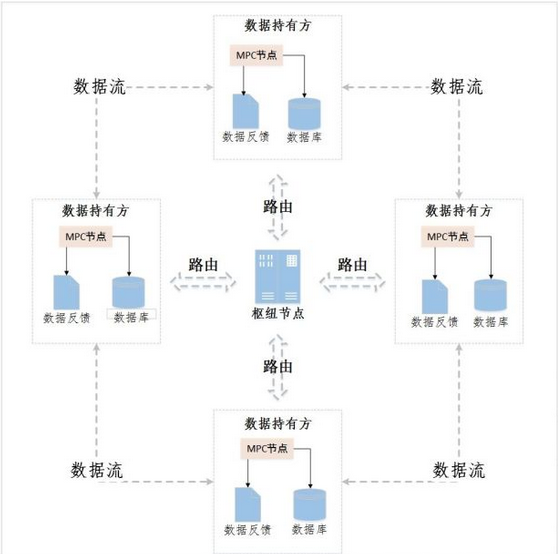 数据持有方
MPC节点
数据反馈
数据库
数据流
数据流
路由
数据持有方
MPC节点
数据反馈
数据库
路由
枢纽节点
路由
数据持有方
MPC节点
数据反馈
数据库
路由
数据流
数据流
数据持有方
MPC节点
数据反馈
数据库